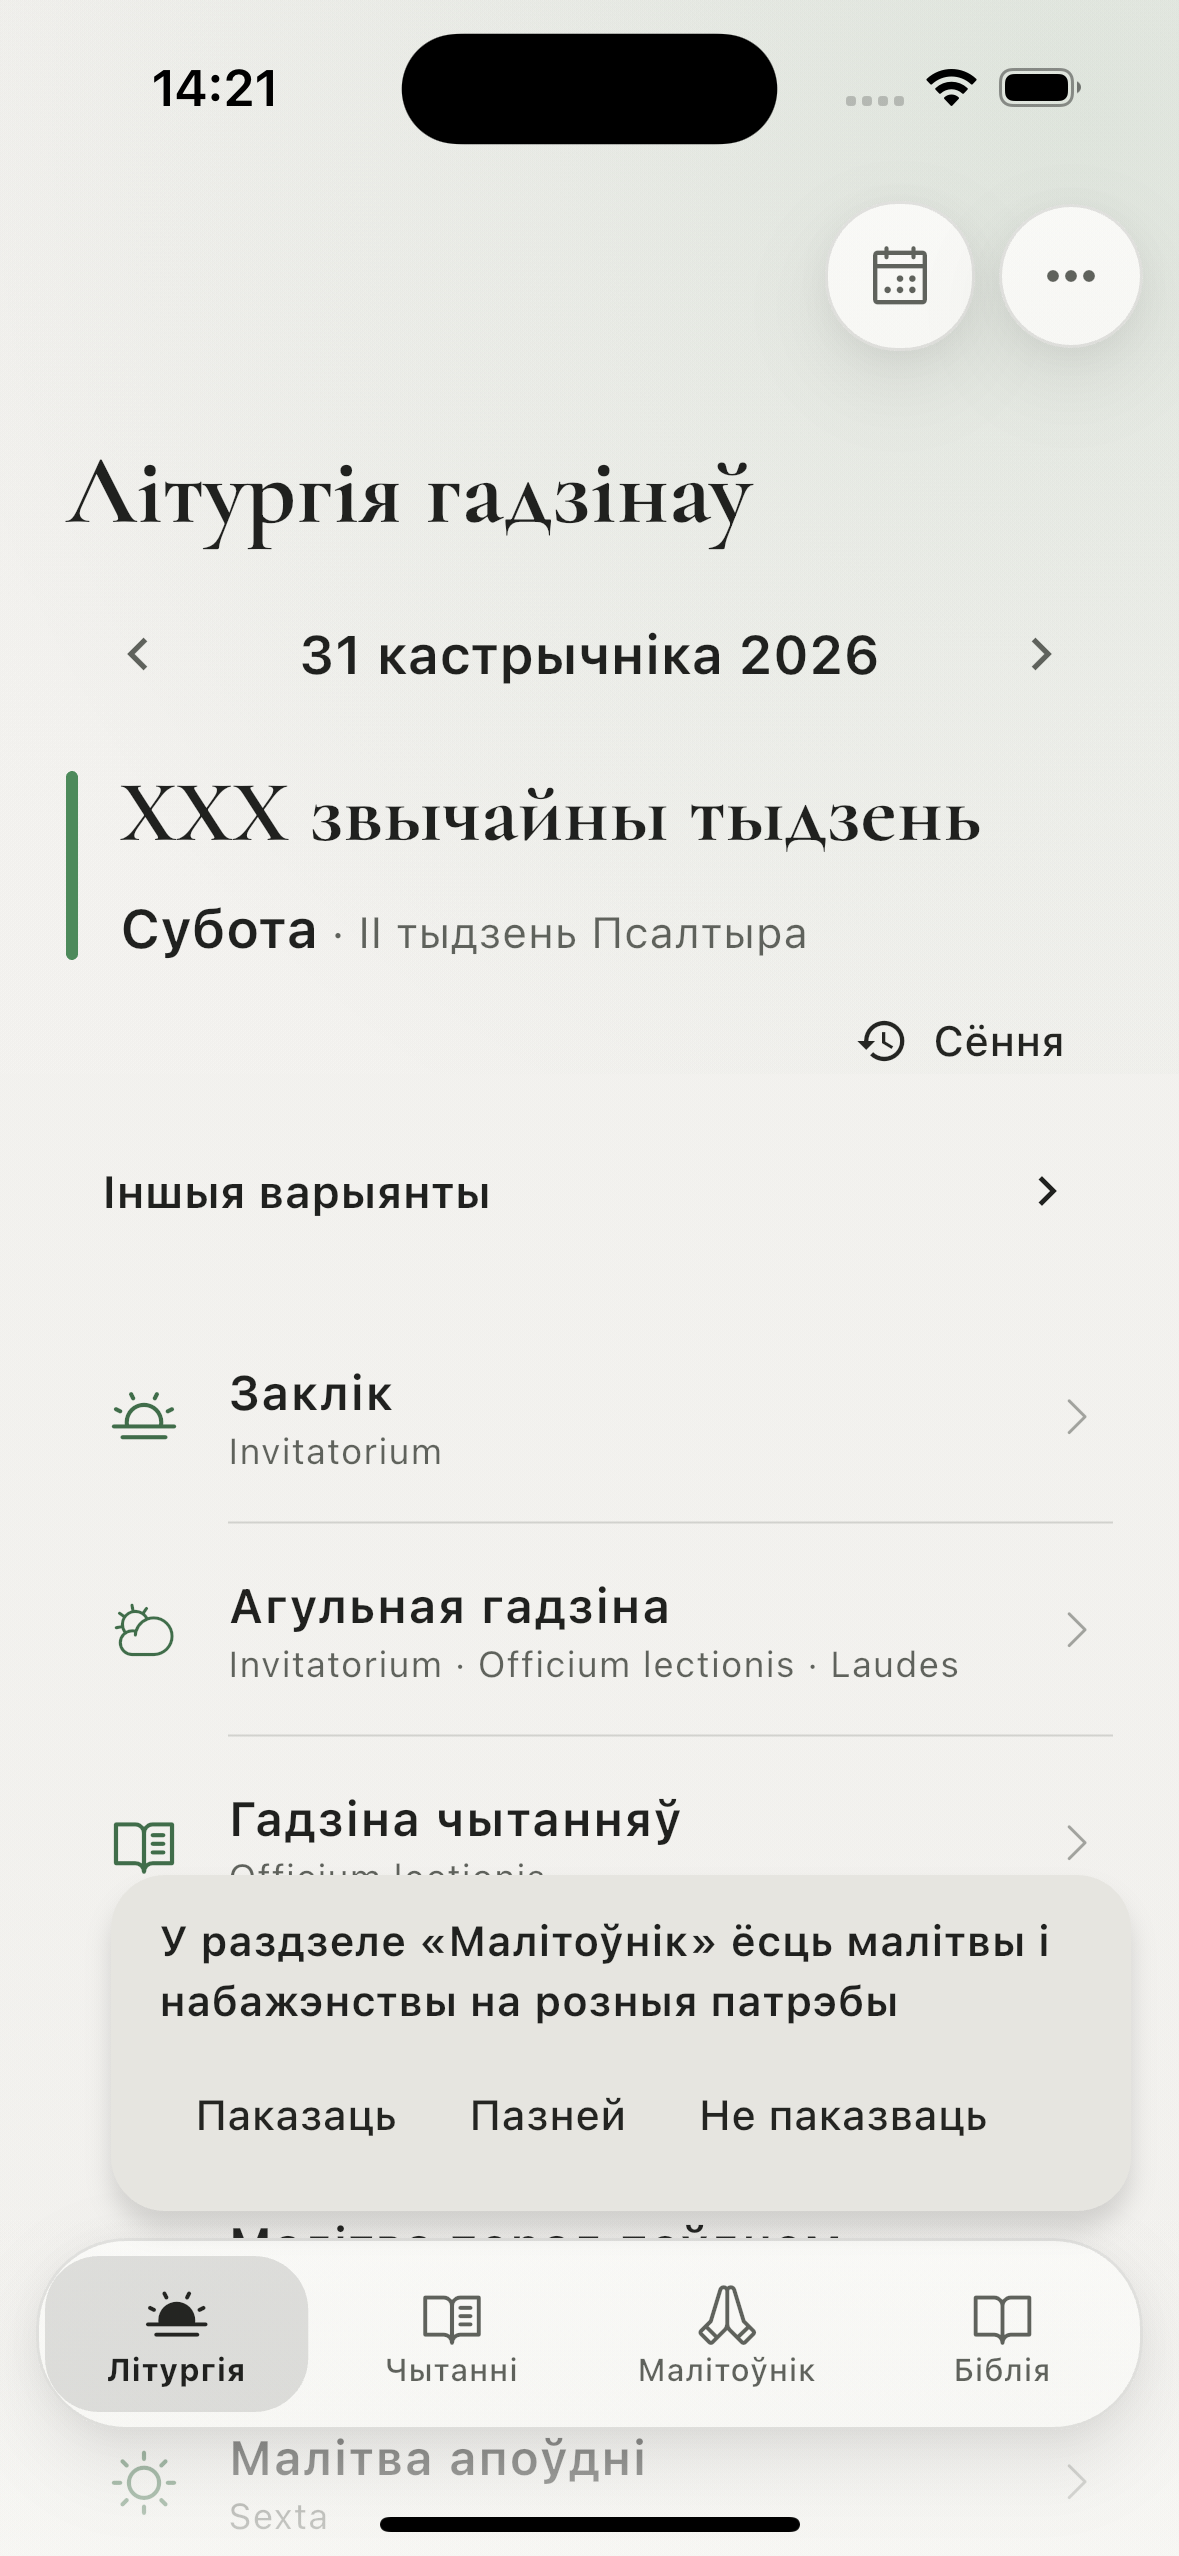 14:21
Літургія гадзінаў
31 кастрычніка 2026
XXX звычайны тыдзень
Субота · II тыдзень Псалтыра
Сёння
Іншыя варыянты
Заклік
Invitatorium
Агульная гадзіна
Invitatorium · Officium lectionis · Laudes
Гадзіна чытанняў
Officium lectionis
У раздзеле «Малітоўнік» ёсць малітвы і
набажэнствы на розныя патрэбы
Паказаць Пазней Не паказваць
Літургія Чытанні Малітоўнік Біблія
Малітва апоўдні
Sexta